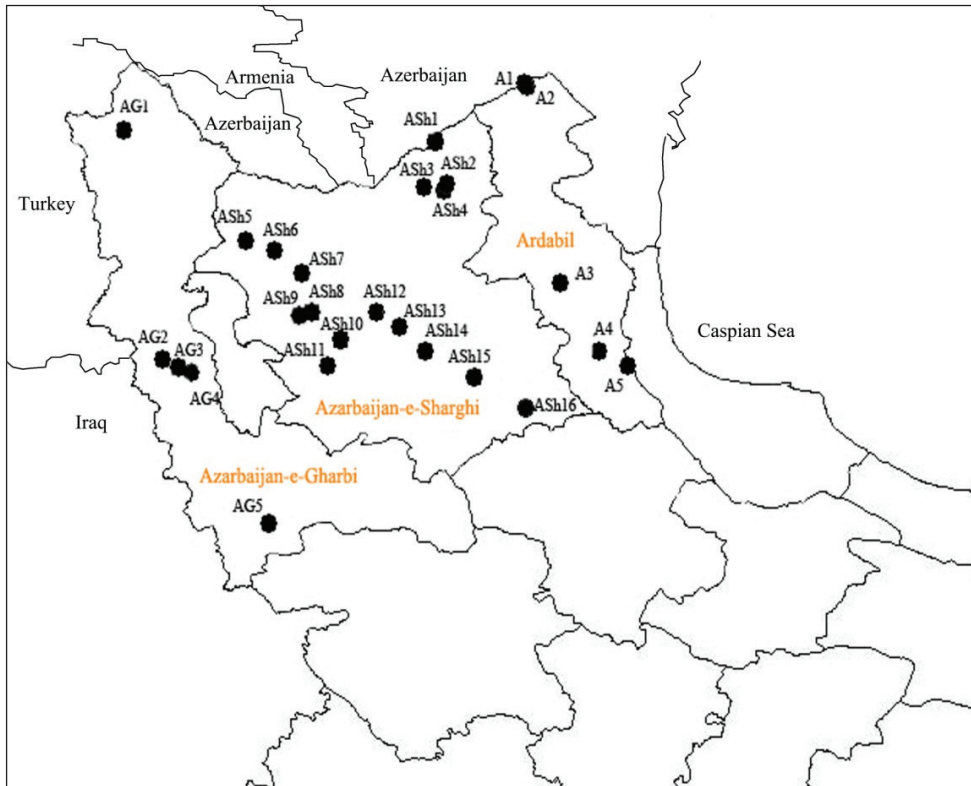 Armenia
Azerbaijan
A1
A2
AG1
Azerbaijan
ASh1
ASh3
ASh2
ASh4
Turkey
ASh5
ASh6
Ardabil
ASh7
A3
ASh9
ASh8
ASh12
ASh13
Caspian Sea
ASh10
ASh14
A4
AG2
AG3
ASh11
ASh15
A5
AG4
Iraq
Azarbaijan-e-Sharghi
ASh16
Azarbaijan-e-Gharbi
AG5